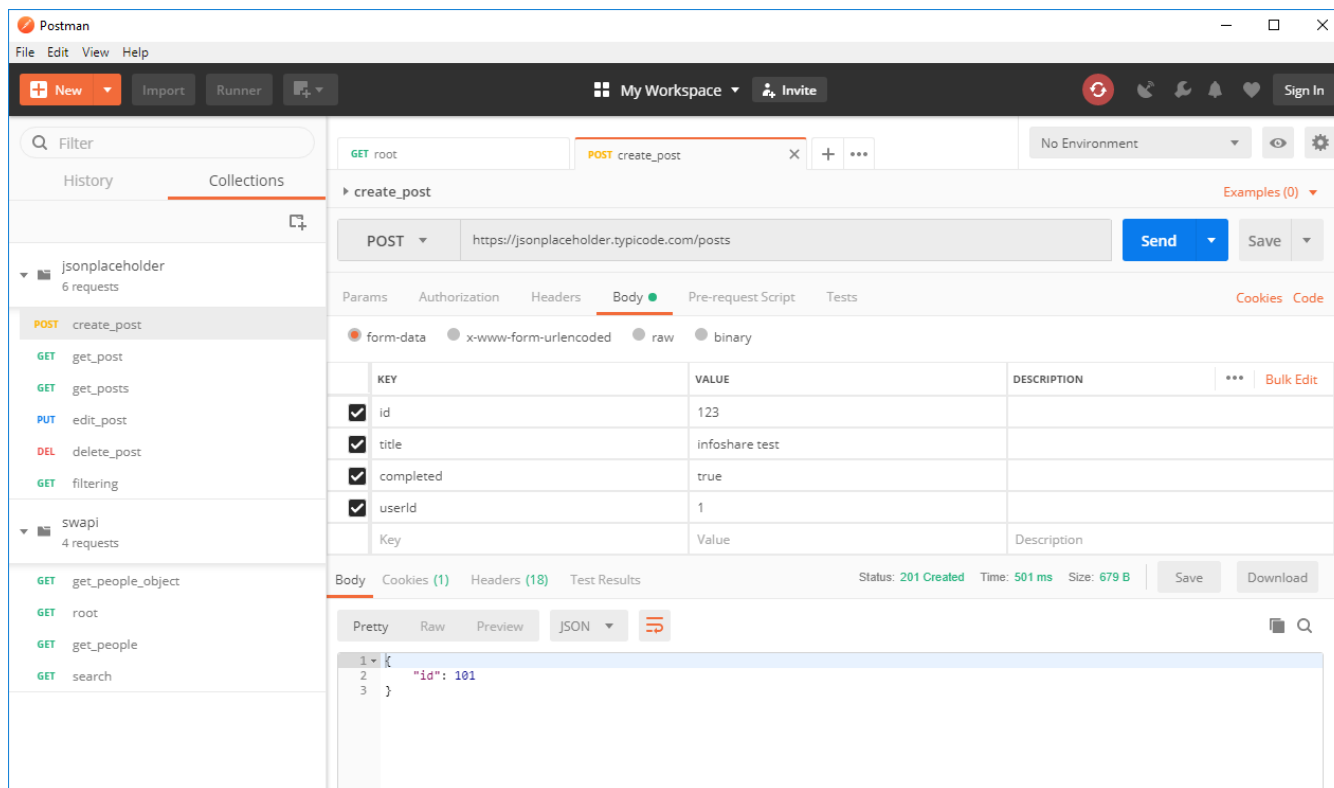 Postman
File Edit View Help
New Import Runner My Workspace Invite Sign In
Filter
History Collections
jsonplaceholder
6 requests
POST create_post
GET get_post
GET get_posts
PUT edit_post
DEL delete_post
GET filtering
swapi
4 requests
GET get_people_object
GET root
GET get_people
GET search
GET root POST create_post No Environment
create_post Examples (0)
POST https://jsonplaceholder.typicode.com/posts Send Save
Params Authorization Headers Body Pre-request Script Tests Cookies Code
form-data x-www-form-urlencoded raw binary
KEY VALUE DESCRIPTION Bulk Edit
id 123
title infoshare test
completed true
userId 1
Key Value Description
Body Cookies (1) Headers (18) Test Results Status: 201 Created Time: 501 ms Size: 679 B Save Download
Pretty Raw Preview JSON
1 {
2 "id": 101
3 }